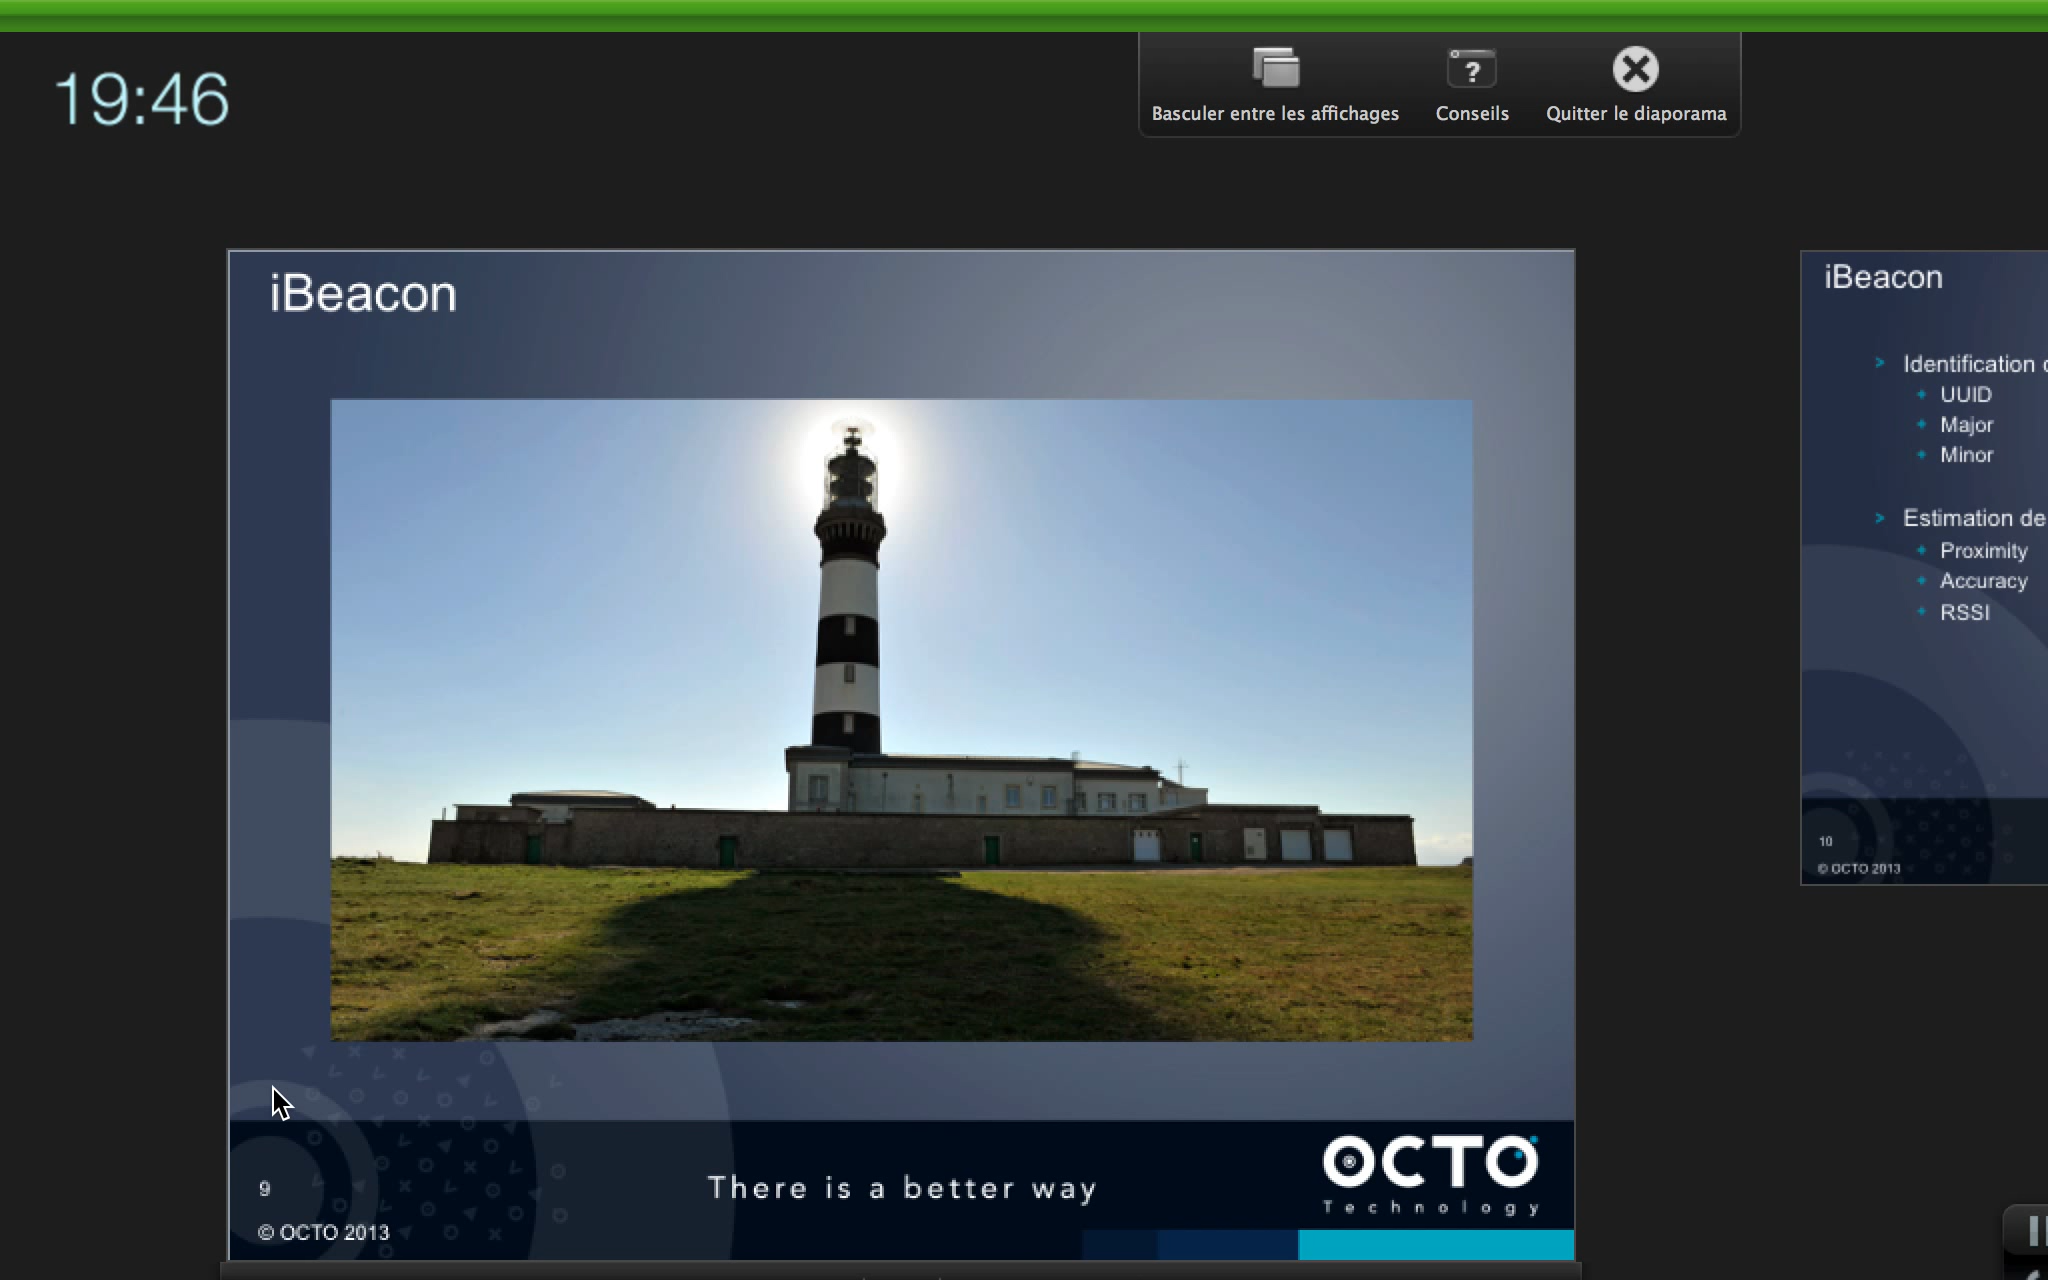 19:46
Basculer entre les affichages
Conseils
Quitter le diaporama
iBeacon
There is a better way
OCTO
Technology
9
© OCTO 2013
iBeacon
> Identification
+ UUID
+ Major
+ Minor
> Estimation de
+ Proximity
+ Accuracy
+ RSSI
10
© OCTO 2013